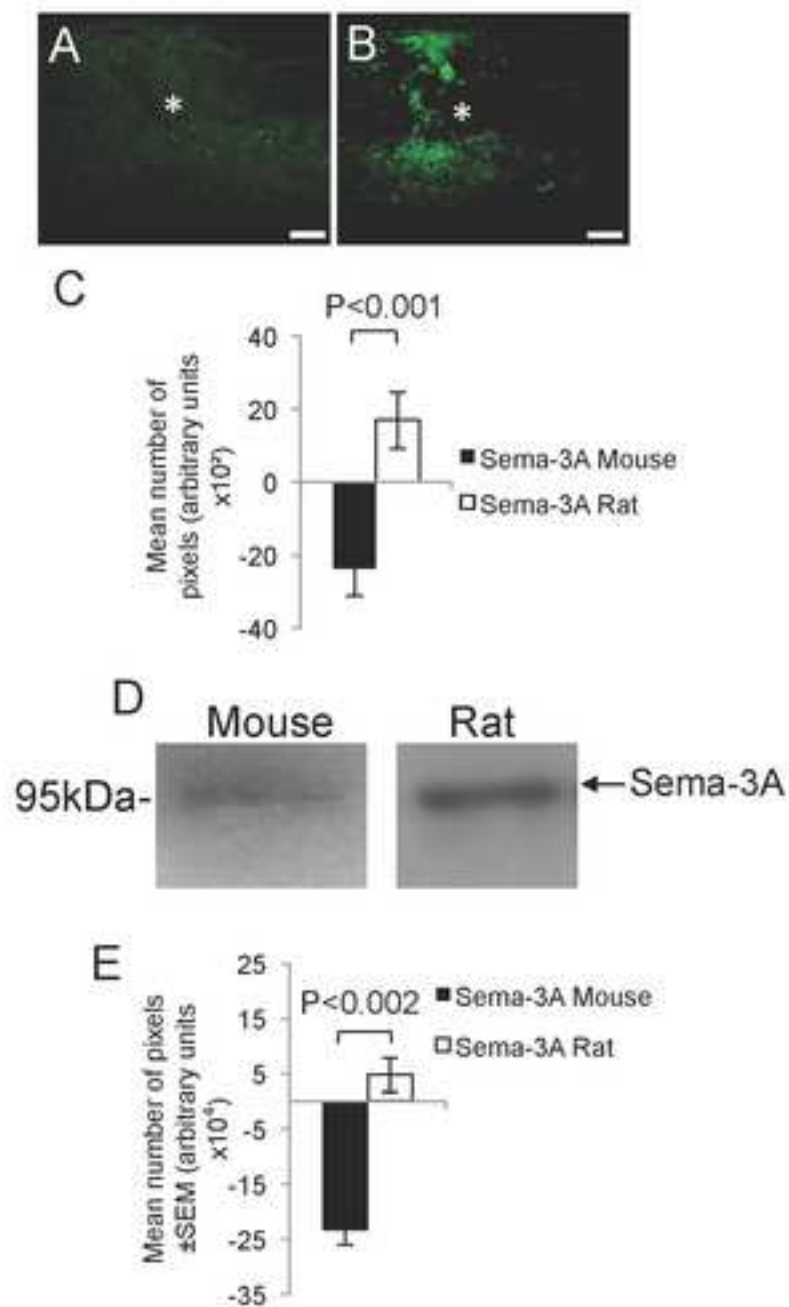 A
B
*
*
C
P<0.001
Mean number of
pixels (arbitrary units
x10²)
40
20
0
-20
-40
Sema-3A Mouse
Sema-3A Rat
D
Mouse
Rat
95kDa-
Sema-3A
E
P<0.002
Mean number of pixels
±SEM (arbitrary units
x10⁴)
25
15
5
-5
-15
-25
-35
Sema-3A Mouse
Sema-3A Rat